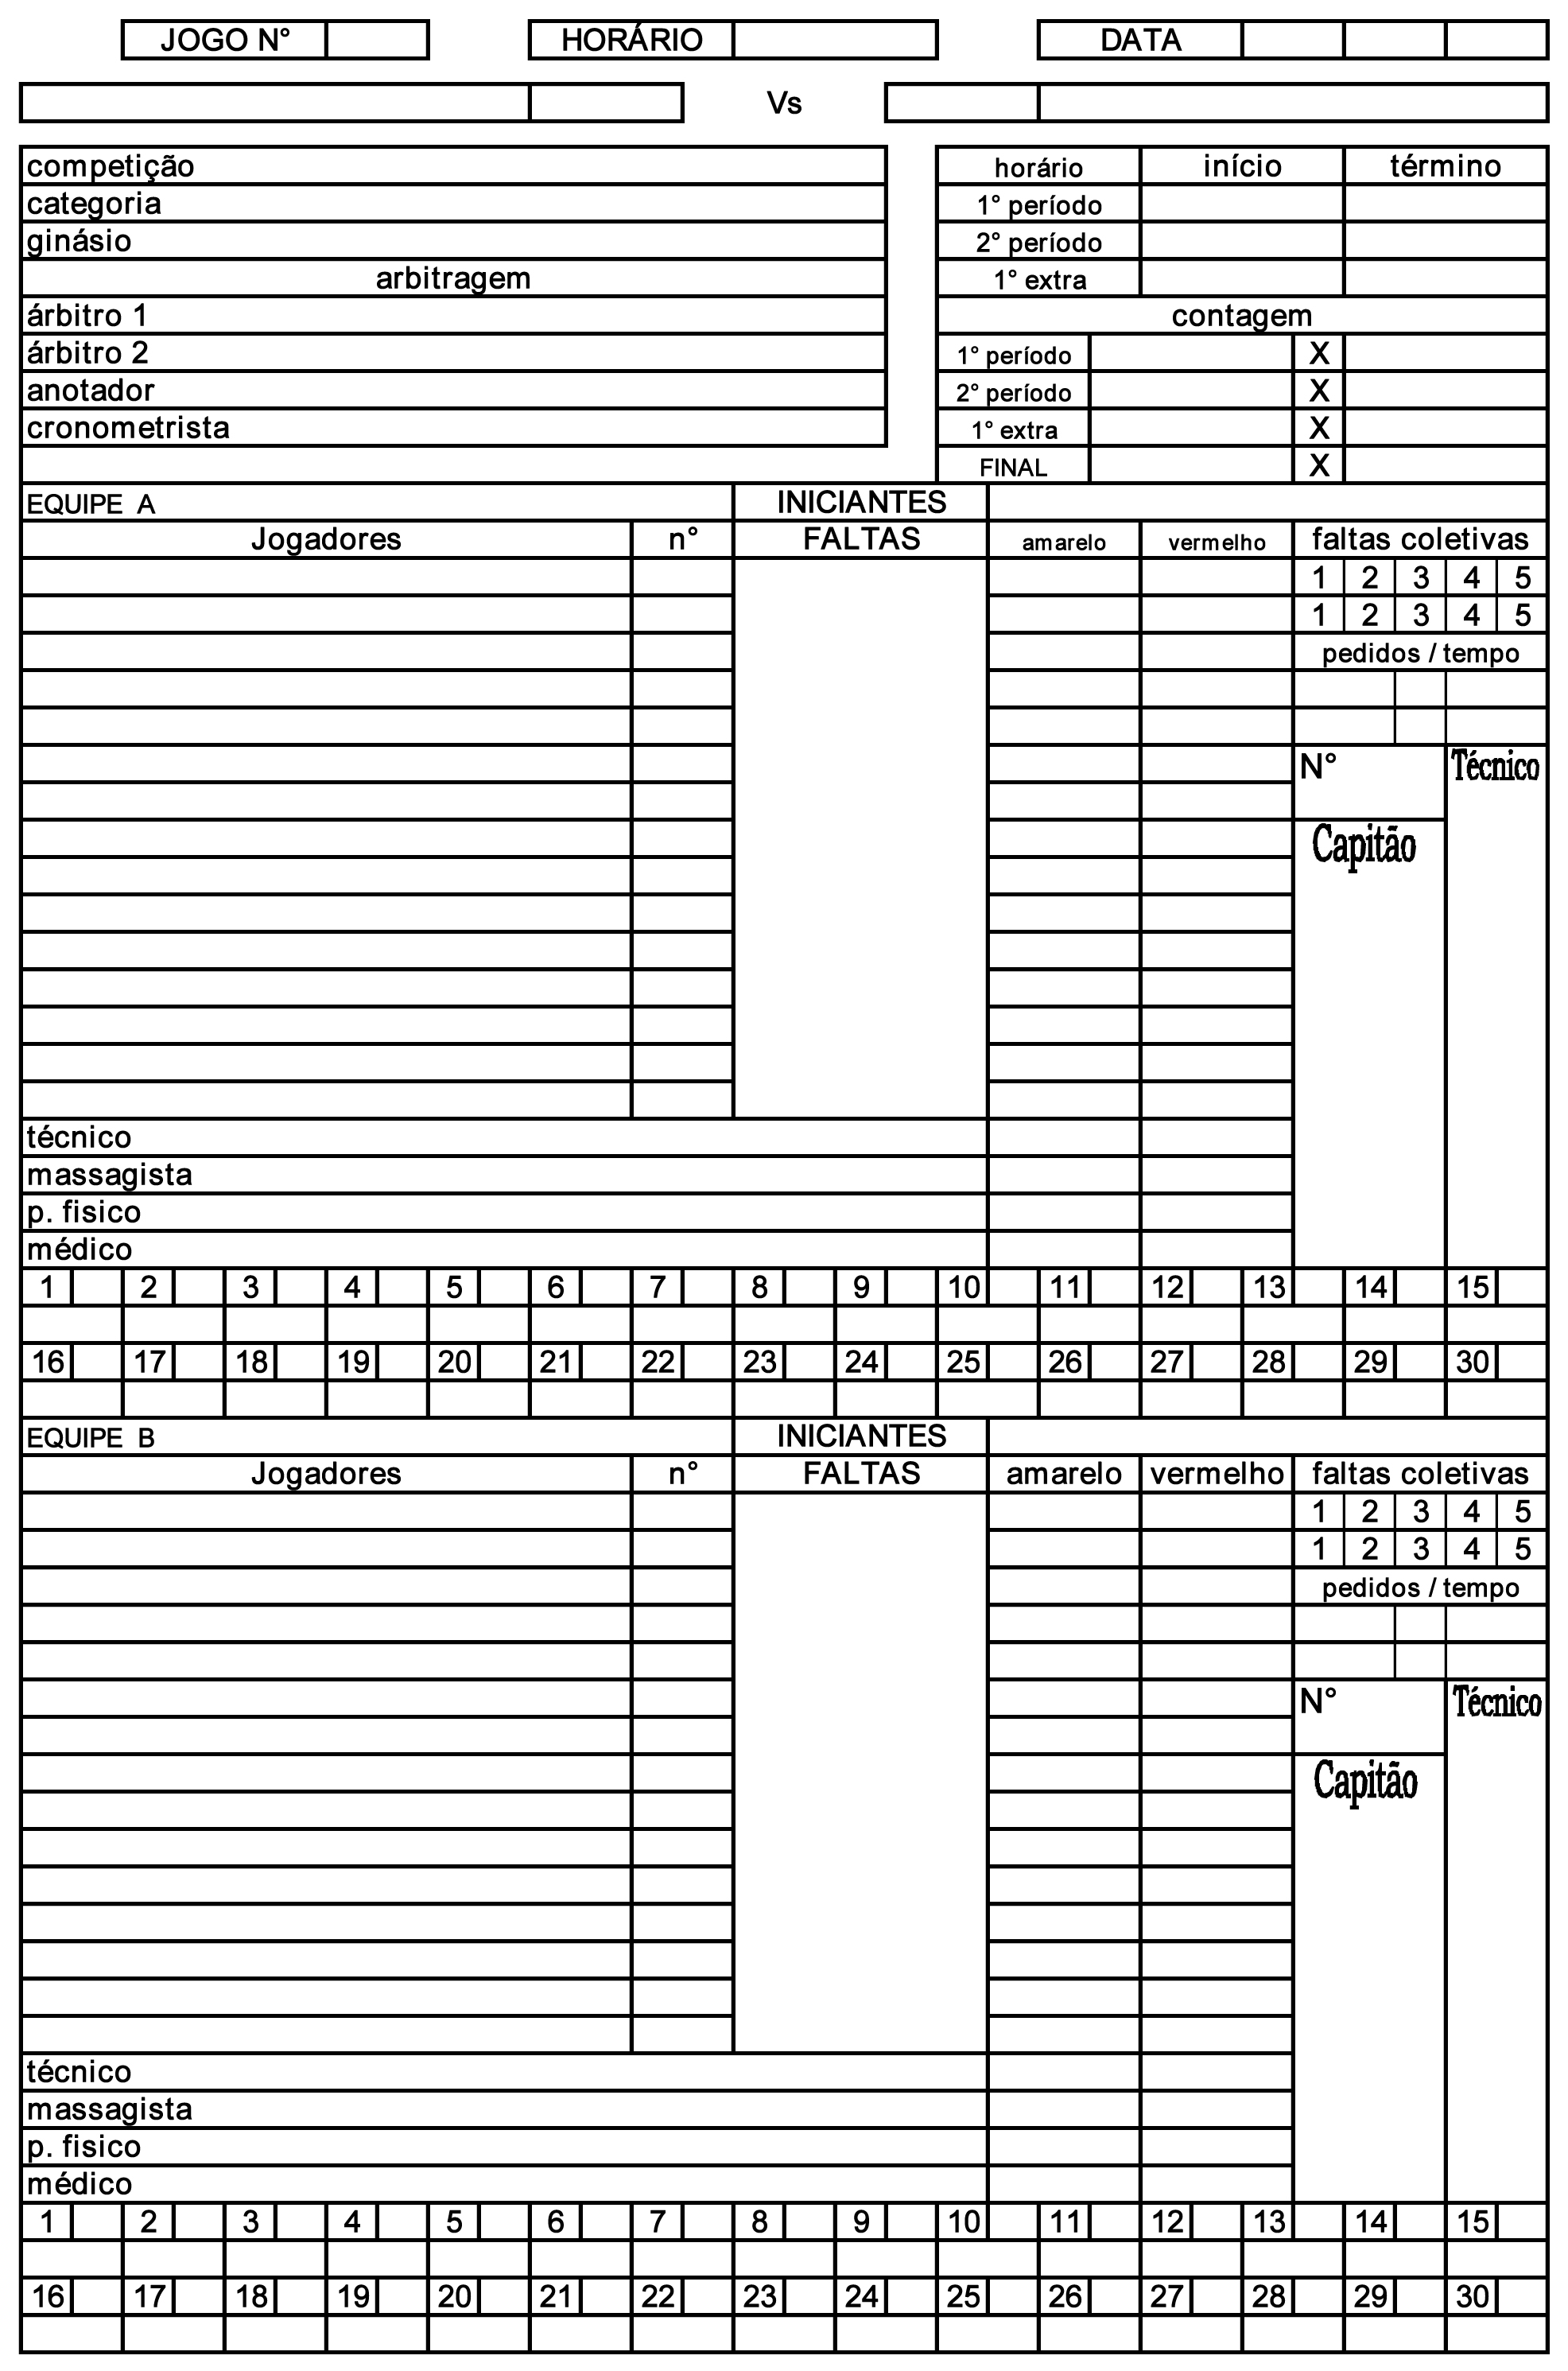 JOGO N° HORÁRIO DATA
Vs
competição horário início término
categoria 1° período
ginásio 2° período
arbitragem 1° extra
árbitro 1 contagem
árbitro 2 1° período X
anotador 2° período X
cronometrista 1° extra X
FINAL X
EQUIPE A INICIANTES
Jogadores n° FALTAS amarelo vermelho faltas coletivas
1 2 3 4 5
1 2 3 4 5
pedidos / tempo
N° Técnico
Capitão
técnico
massagista
p. fisico
médico
1 2 3 4 5 6 7 8 9 10 11 12 13 14 15
16 17 18 19 20 21 22 23 24 25 26 27 28 29 30
EQUIPE B INICIANTES
Jogadores n° FALTAS amarelo vermelho faltas coletivas
1 2 3 4 5
1 2 3 4 5
pedidos / tempo
N° Técnico
Capitão
técnico
massagista
p. fisico
médico
1 2 3 4 5 6 7 8 9 10 11 12 13 14 15
16 17 18 19 20 21 22 23 24 25 26 27 28 29 30